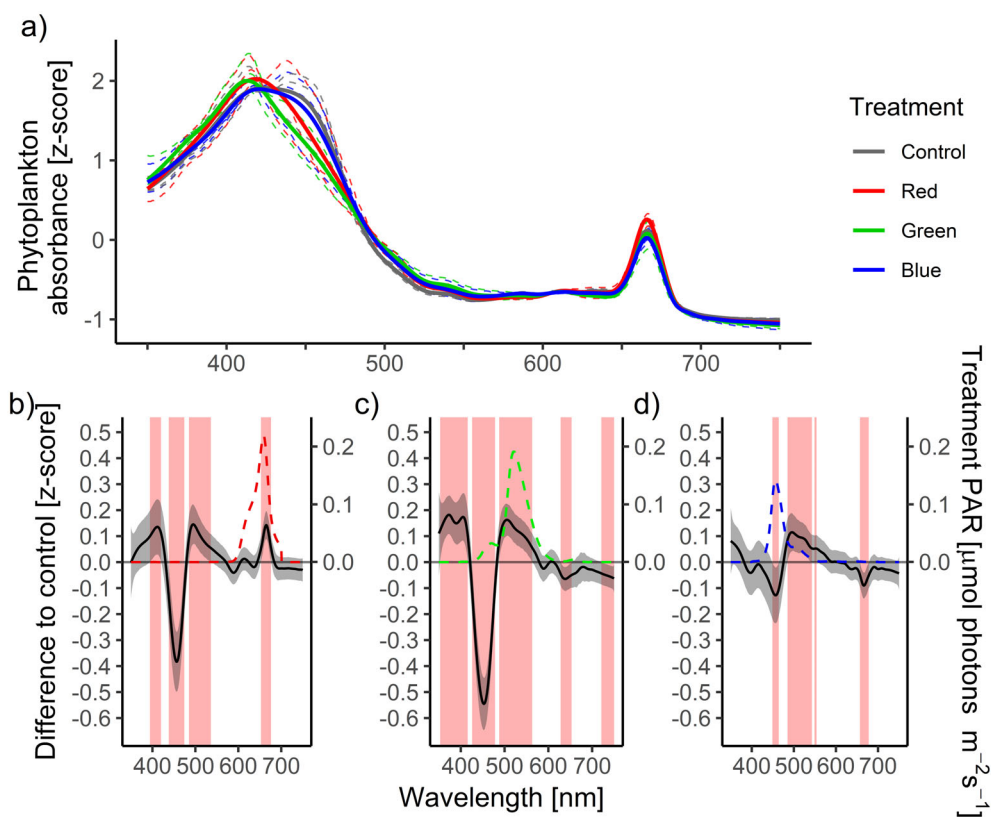 a)
Phytoplankton
absorbance [z-score]
2
1
0
-1
400 500 600 700
Treatment
Control
Red
Green
Blue
b)
c)
d)
Difference to control [z-score]
0.5
0.4
0.3
0.2
0.1
0.0
-0.1
-0.2
-0.3
-0.4
-0.5
-0.6
0.2
0.1
0.0
400 500 600 700
0.5
0.4
0.3
0.2
0.1
0.0
-0.1
-0.2
-0.3
-0.4
-0.5
-0.6
0.2
0.1
0.0
400 500 600 700
0.5
0.4
0.3
0.2
0.1
0.0
-0.1
-0.2
-0.3
-0.4
-0.5
-0.6
0.2
0.1
0.0
400 500 600 700
Treatment PAR [μmol photons m⁻²s⁻¹]
Wavelength [nm]